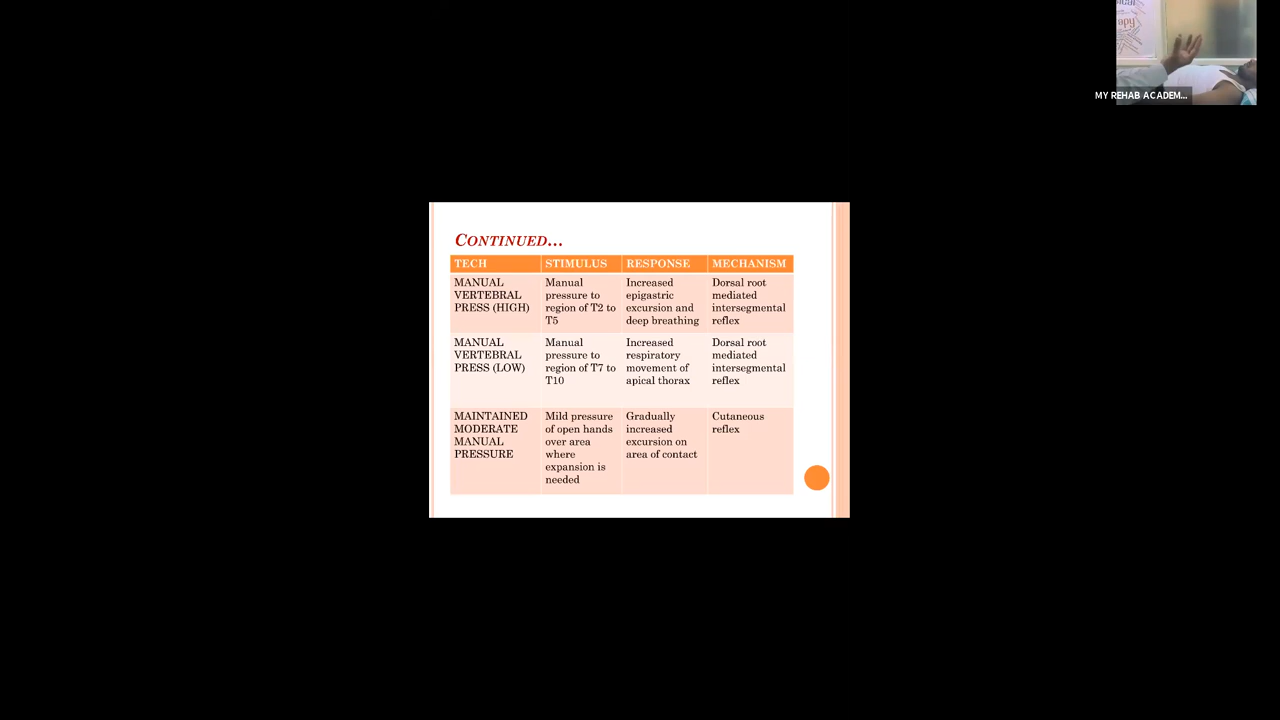 MY REHAB ACADEM...
CONTINUED...
TECH STIMULUS RESPONSE MECHANISM
MANUAL
VERTEBRAL
PRESS (HIGH)
Manual
pressure to
region of T2 to
T5
Increased
epigastric
excursion and
deep breathing
Dorsal root
mediated
intersegmental
reflex
MANUAL
VERTEBRAL
PRESS (LOW)
Manual
pressure to
region of T7 to
T10
Increased
respiratory
movement of
apical thorax
Dorsal root
mediated
intersegmental
reflex
MAINTAINED
MODERATE
MANUAL
PRESSURE
Mild pressure
of open hands
over area
where
expansion is
needed
Gradually
increased
excursion on
area of contact
Cutaneous
reflex